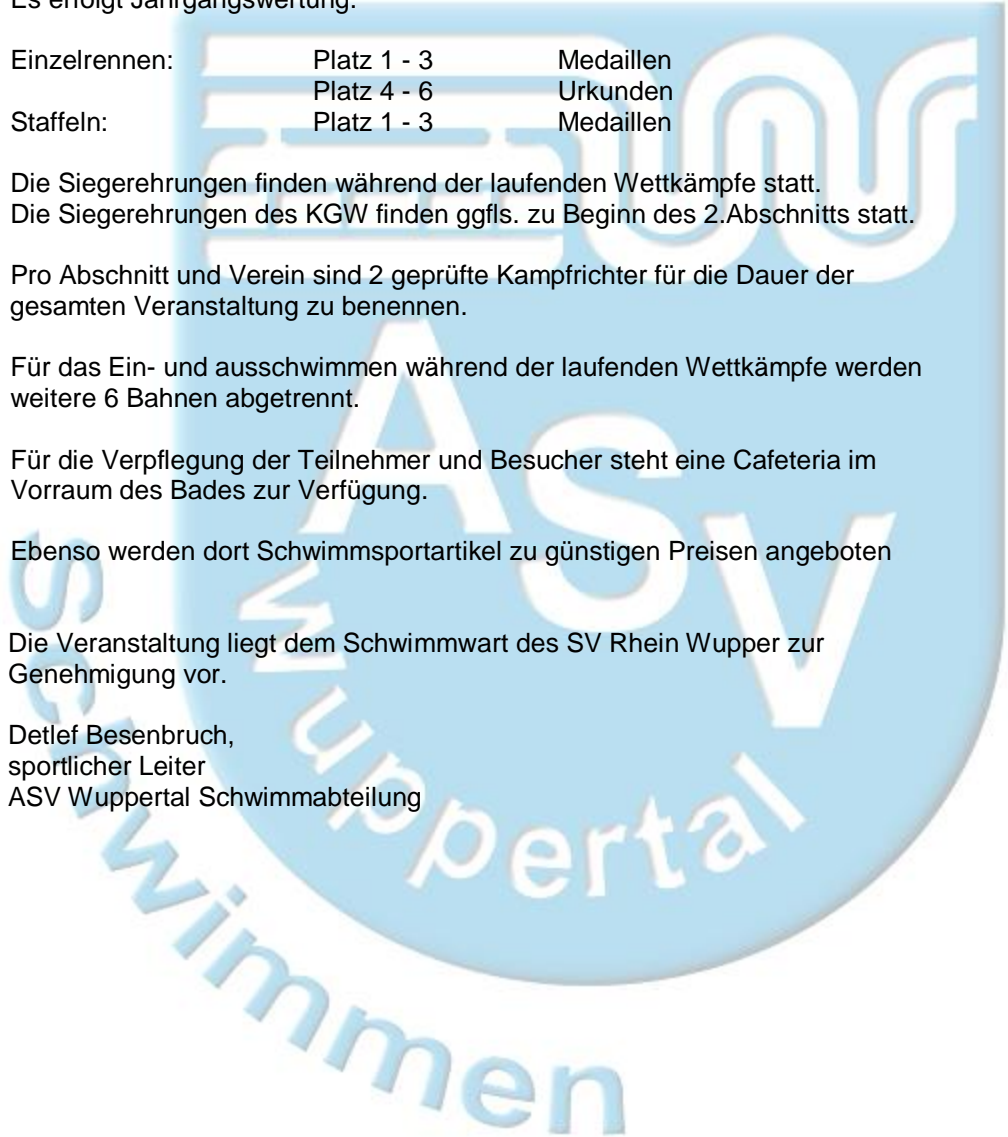 Es erfolgt Jahrgangswertung.
Einzelrennen: Platz 1 - 3 Medaillen
Platz 4 - 6 Urkunden
Staffeln: Platz 1 - 3 Medaillen
Die Siegerehrungen finden während der laufenden Wettkämpfe statt.
Die Siegerehrungen des KGW finden ggfls. zu Beginn des 2.Abschnitts statt.
Pro Abschnitt und Verein sind 2 geprüfte Kampfrichter für die Dauer der
gesamten Veranstaltung zu benennen.
Für das Ein- und ausschwimmen während der laufenden Wettkämpfe werden
weitere 6 Bahnen abgetrennt.
Für die Verpflegung der Teilnehmer und Besucher steht eine Cafeteria im
Vorraum des Bades zur Verfügung.
Ebenso werden dort Schwimmsportartikel zu günstigen Preisen angeboten
Die Veranstaltung liegt dem Schwimmwart des SV Rhein Wupper zur
Genehmigung vor.
Detlef Besenbruch,
sportlicher Leiter
ASV Wuppertal Schwimmabteilung
ASV
Wuppertal
Schwimmen